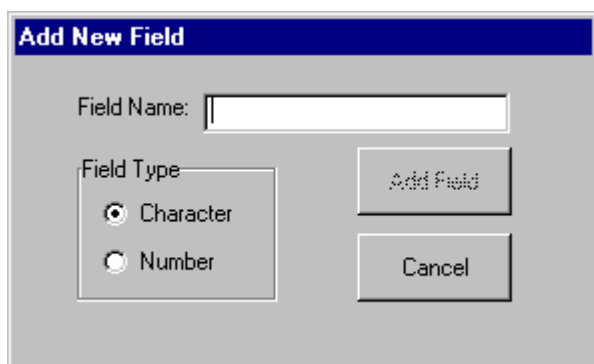 Add New Field
Field Name:
Field Type
Character
Number
Add Field
Cancel